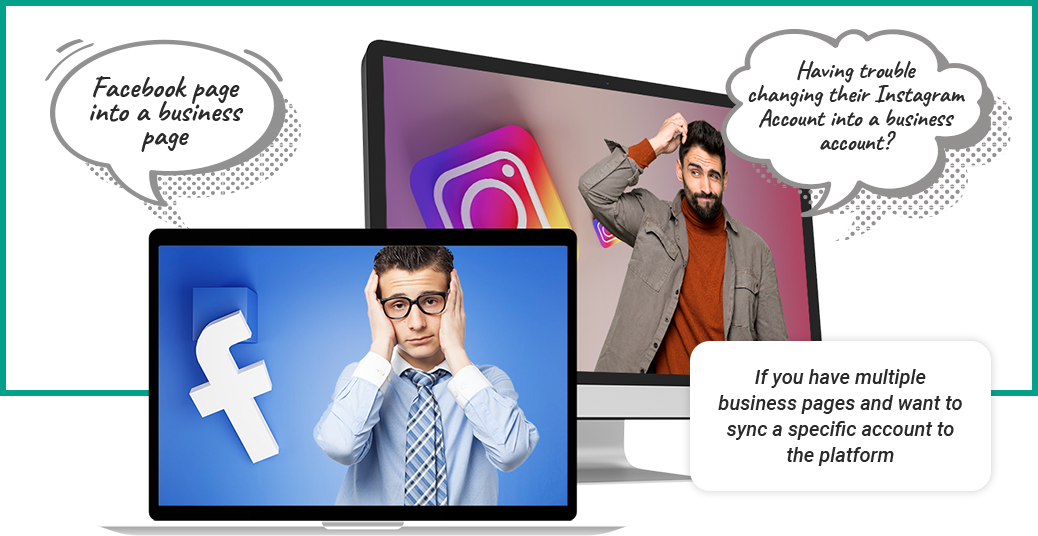 Facebook page
into a business
page
Having trouble
changing their Instagram
Account into a business
account?
If you have multiple
business pages and want to
sync a specific account to
the platform